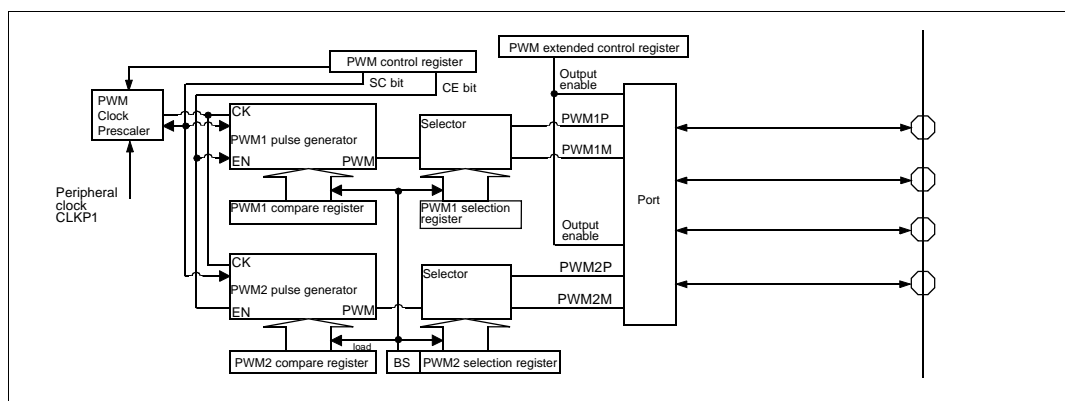 PWM control register
PWM extended control register
SC bit
CE bit
Output
enable
PWM
Clock
Prescaler
CK
PWM1 pulse generator
EN
PWM
Selector
PWM1P
PWM1M
Peripheral
clock
CLKP1
PWM1 compare register
PWM1 selection
register
Port
Output
enable
CK
PWM2 pulse generator
EN
PWM
Selector
PWM2P
PWM2M
load
PWM2 compare register
BS
PWM2 selection register